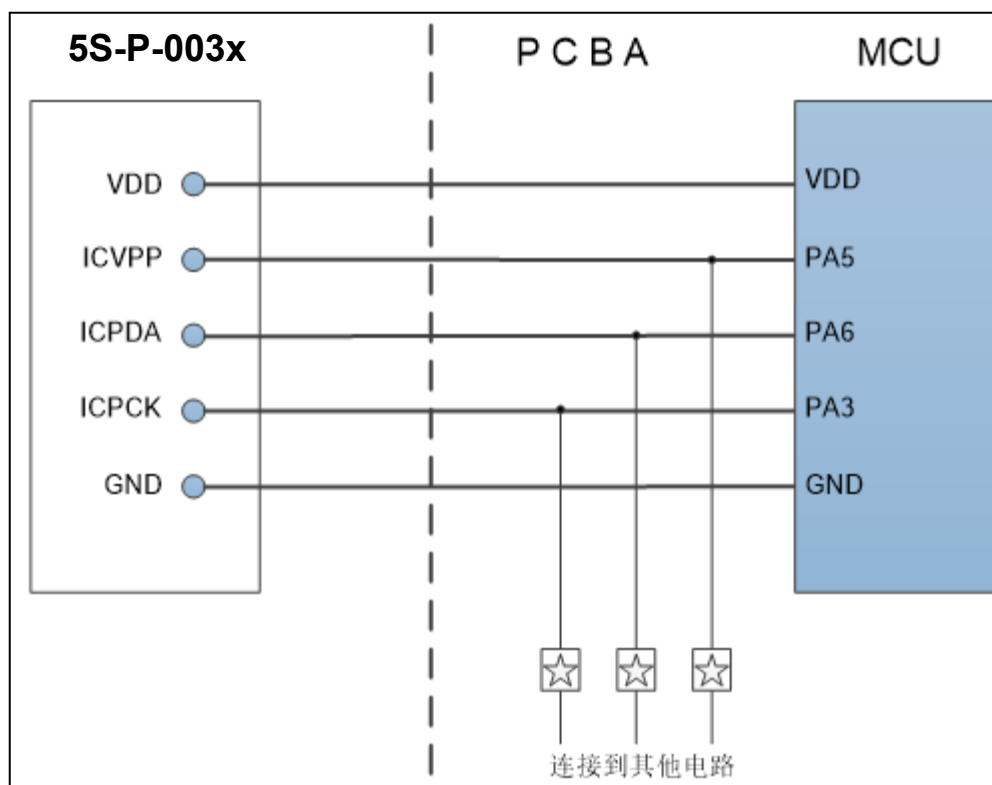 5S-P-003x
P C B A
MCU
VDD
VDD
ICVPP
PA5
ICPDA
PA6
ICPCK
PA3
GND
GND
连接到其他电路